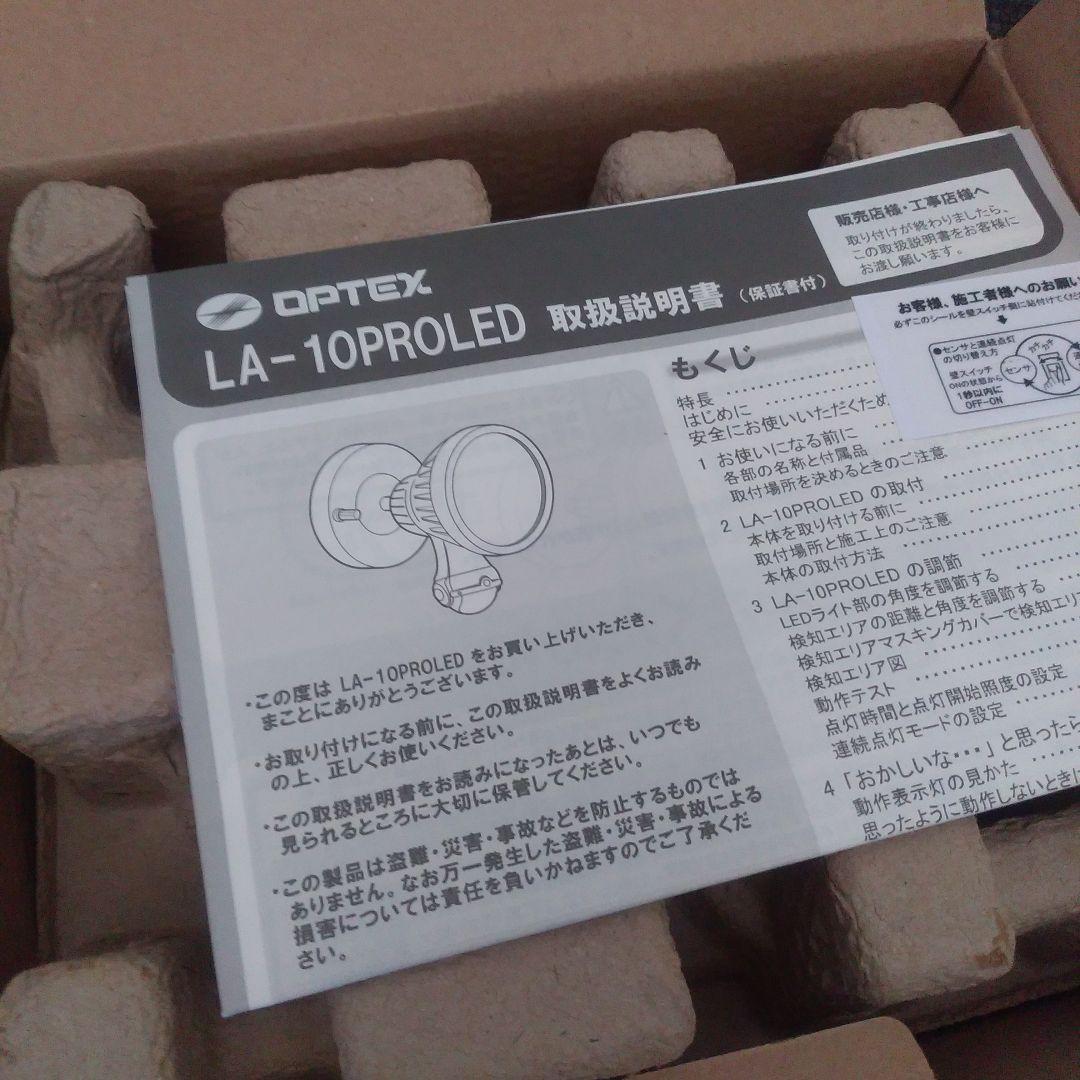 OPTEX
LA-10PROLED 取扱説明書 (保証書付)
販売店様・工事店様へ
取り付けが終わりましたら、
この取扱説明書をお客様に
お渡し願います。
お客様、施工者様へのお願い
必ずこのシールを壁スイッチ側に貼付けてくだ
●センサと連続点灯
の切り替え方
壁スイッチ
ONの状態から
1秒以内に
OFF-ON
センサ
もくじ
特長
はじめに
安全にお使いいただくため
1 お使いになる前に
各部の名称と付属品
取付場所を決めるときのご注意
2 LA-10PROLED の取付
本体を取り付ける前に
取付場所と施工上のご注意
本体の取付方法
3 LA-10PROLED の調節
LEDライト部の角度を調節する
検知エリアの距離と角度を調節する
検知エリアマスキングカバーで検知エリ
検知エリア図
動作テスト
点灯時間と点灯開始照度の設定
連続点灯モードの設定
4 「おかしいな・・・」と思ったら
動作表示灯の見かた
思ったように動作しないときに
・この度は LA-10PROLED をお買い上げいただき、
まことにありがとうございます。
・お取り付けになる前に、この取扱説明書をよくお読み
の上、正しくお使いください。
・この取扱説明書をお読みになったあとは、いつでも
見られるところに大切に保管してください。
・この製品は盗難・災害・事故などを防止するものでは
ありません。なお万一発生した盗難・災害・事故による
損害については責任を負いかねますのでご了承くだ
さい。